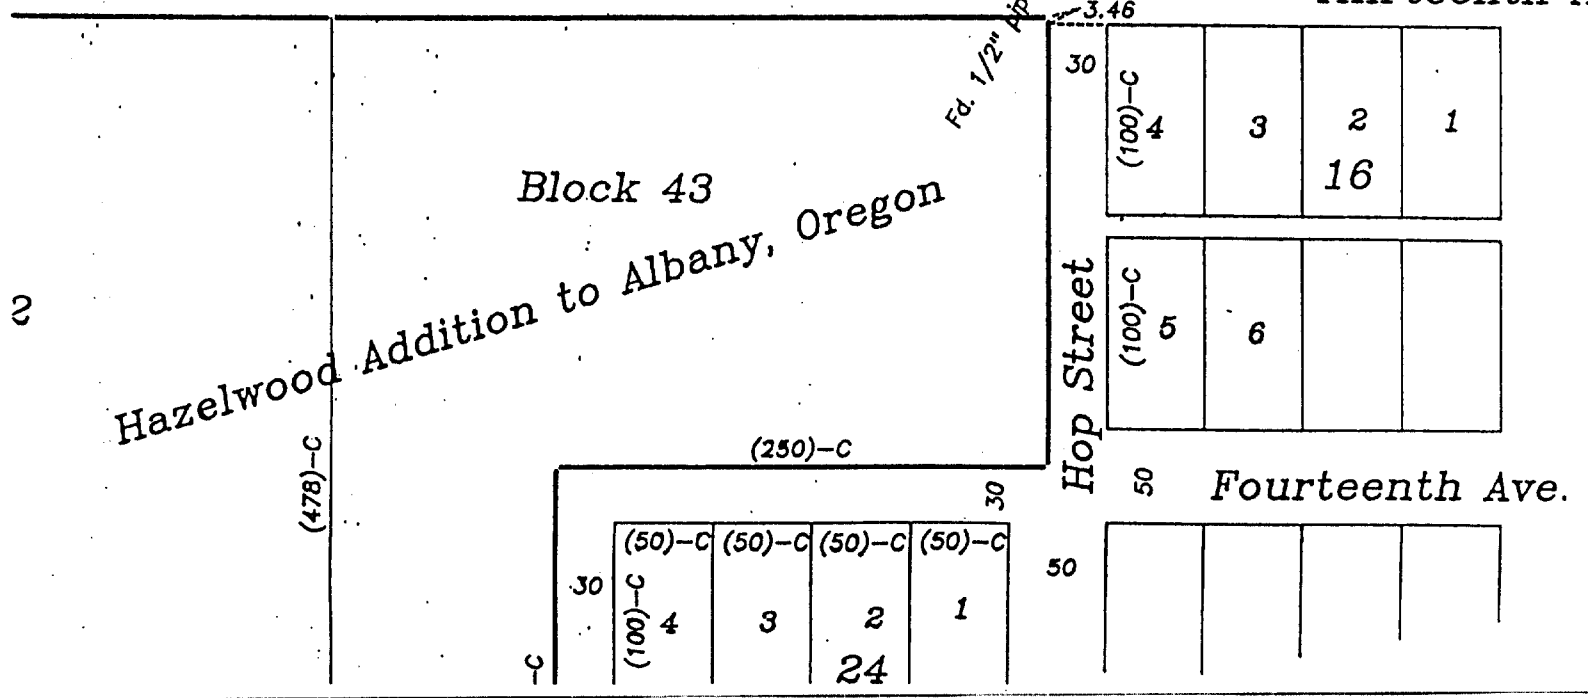 3.46
Fd. 1/2"
30
(100)-C
4
3
2
1
16
Block 43
Hazelwood Addition to Albany, Oregon
2
Hop Street
(100)-C
5
6
(250)-C
(478)-C
30
50
Fourteenth Ave.
(50)-C (50)-C (50)-C (50)-C
30
50
(100)-C
4
3
2
1
24
-C